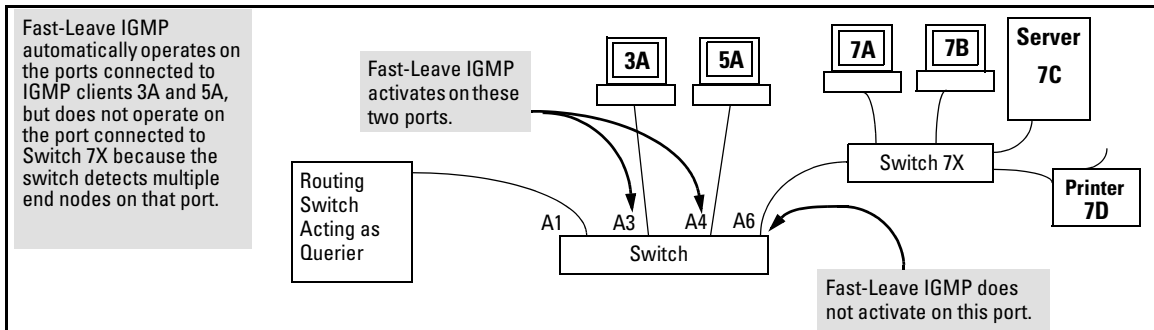 Fast-Leave IGMP
automatically operates on
the ports connected to
IGMP clients 3A and 5A,
but does not operate on
the port connected to
Switch 7X because the
switch detects multiple
end nodes on that port.
Fast-Leave IGMP
activates on these
two ports.
3A
5A
7A
7B
Server
7C
Switch 7X
Printer
7D
Routing
Switch
Acting as
Querier
A1
A3
A4
A6
Switch
Fast-Leave IGMP does
not activate on this port.